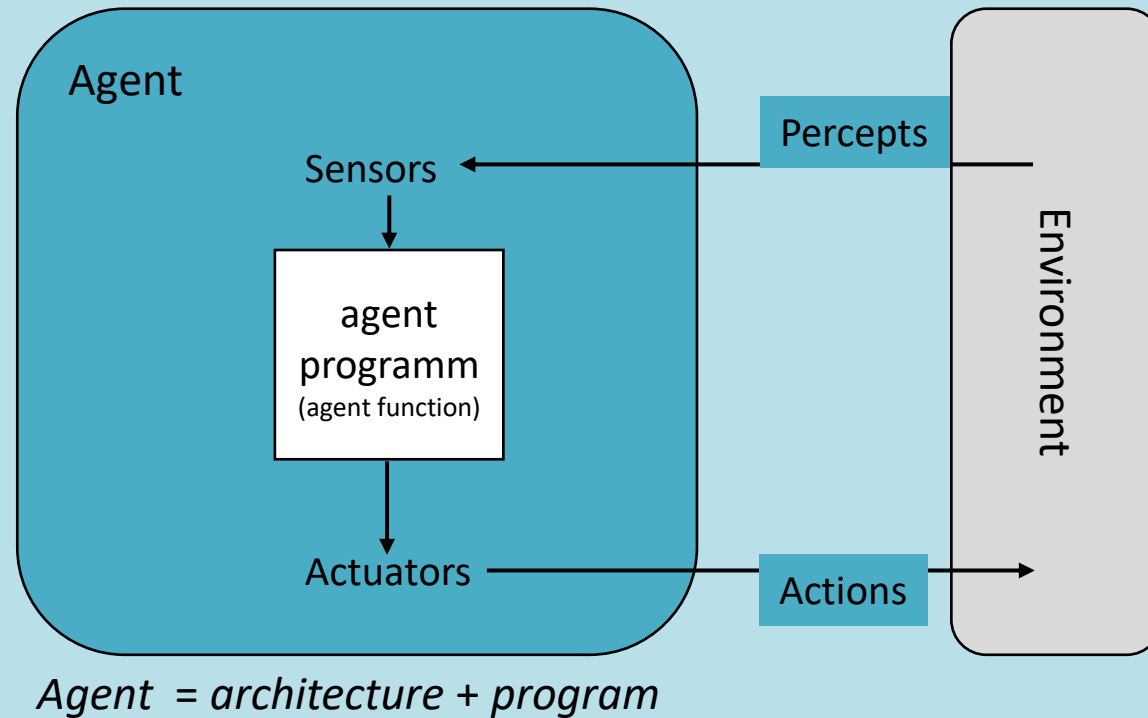 Agent
Percepts
Sensors
Environment
agent
programm
(agent function)
Actuators
Actions
Agent = architecture + program